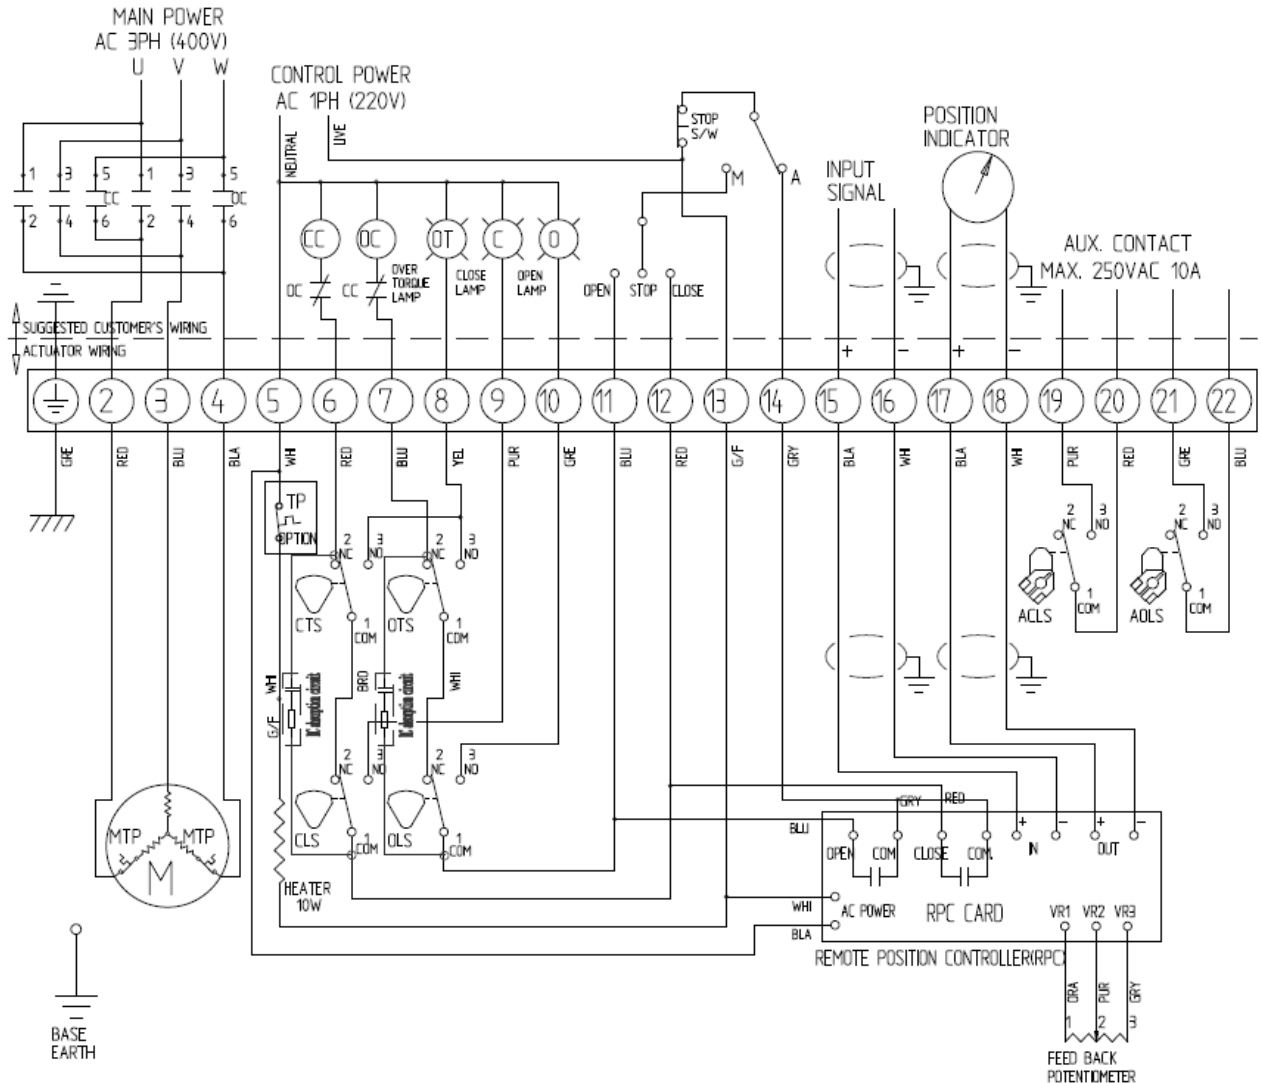 MAIN POWER
AC 3PH (400V)
U V W
CONTROL POWER
AC 1PH (220V)
NEUTRAL
LIVE
STOP
S/W
M A
INPUT
SIGNAL
POSITION
INDICATOR
AUX. CONTACT
MAX. 250VAC 10A
1 3 5 1 3 5
CC OC
2 4 6 2 4 6
CC OC OT C O
OC CC
OVER
TORQUE
LAMP
CLOSE
LAMP
OPEN
LAMP
OPEN STOP CLOSE
SUGGESTED CUSTOMER'S WIRING
ACTUATOR WIRING
+ - + -
2 3 4 5 6 7 8 9 10 11 12 13 14 15 16 17 18 19 20 21 22
GRE RED BLU BLA WH RED BLU YEL PUR GRE BLU RED G/F GRY BLA WH BLA WH PUR RED GRE BLU
TP
OPTION
2 NC 3 NO
2 NC 3 NO
CTS
1
COM
OTS
1
COM
2 NC 3 NO
ACLS
1
COM
2 NC 3 NO
AOLS
1
COM
WHI
G/F
BRO
WHI
2 NC 3 NO
2 NC 3 NO
CLS
COM
OLS
1
COM
HEATER
10W
MTP MTP
M
BLU
GRY
RED
+ - + -
OPEN COM CLOSE COM. IN OUT
WHI
AC POWER
BLA
RPC CARD
VR1 VR2 VR3
REMOTE POSITION CONTROLLER(RPC)
ORA PUR GRY
1 2 3
FEED BACK
POTENTIOMETER
BASE
EARTH